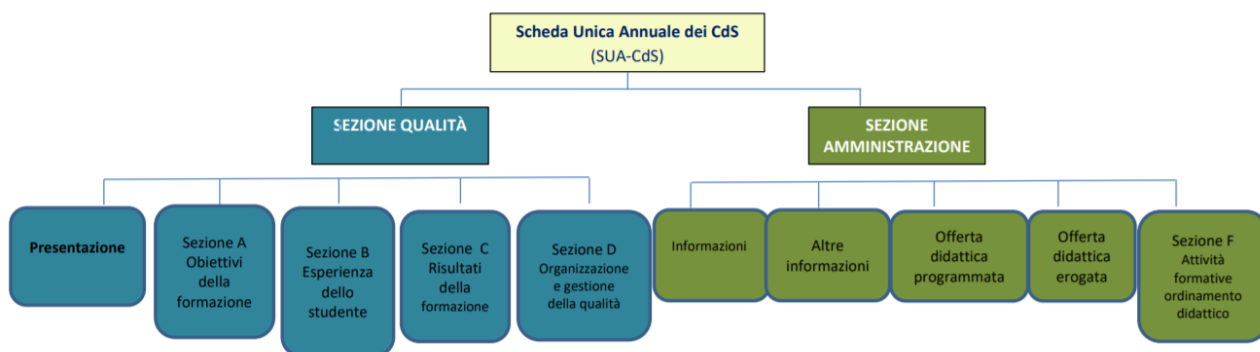 Scheda Unica Annuale dei CdS
(SUA-CdS)
SEZIONE QUALITÀ
SEZIONE
AMMINISTRAZIONE
Presentazione
Sezione A
Obiettivi
della
formazione
Sezione B
Esperienza
dello
studente
Sezione C
Risultati
della
formazione
Sezione D
Organizzazione
e gestione
della qualità
Informazioni
Altre
informazioni
Offerta
didattica
programmata
Offerta
didattica
erogata
Sezione F
Attività
formative
ordinamento
didattico